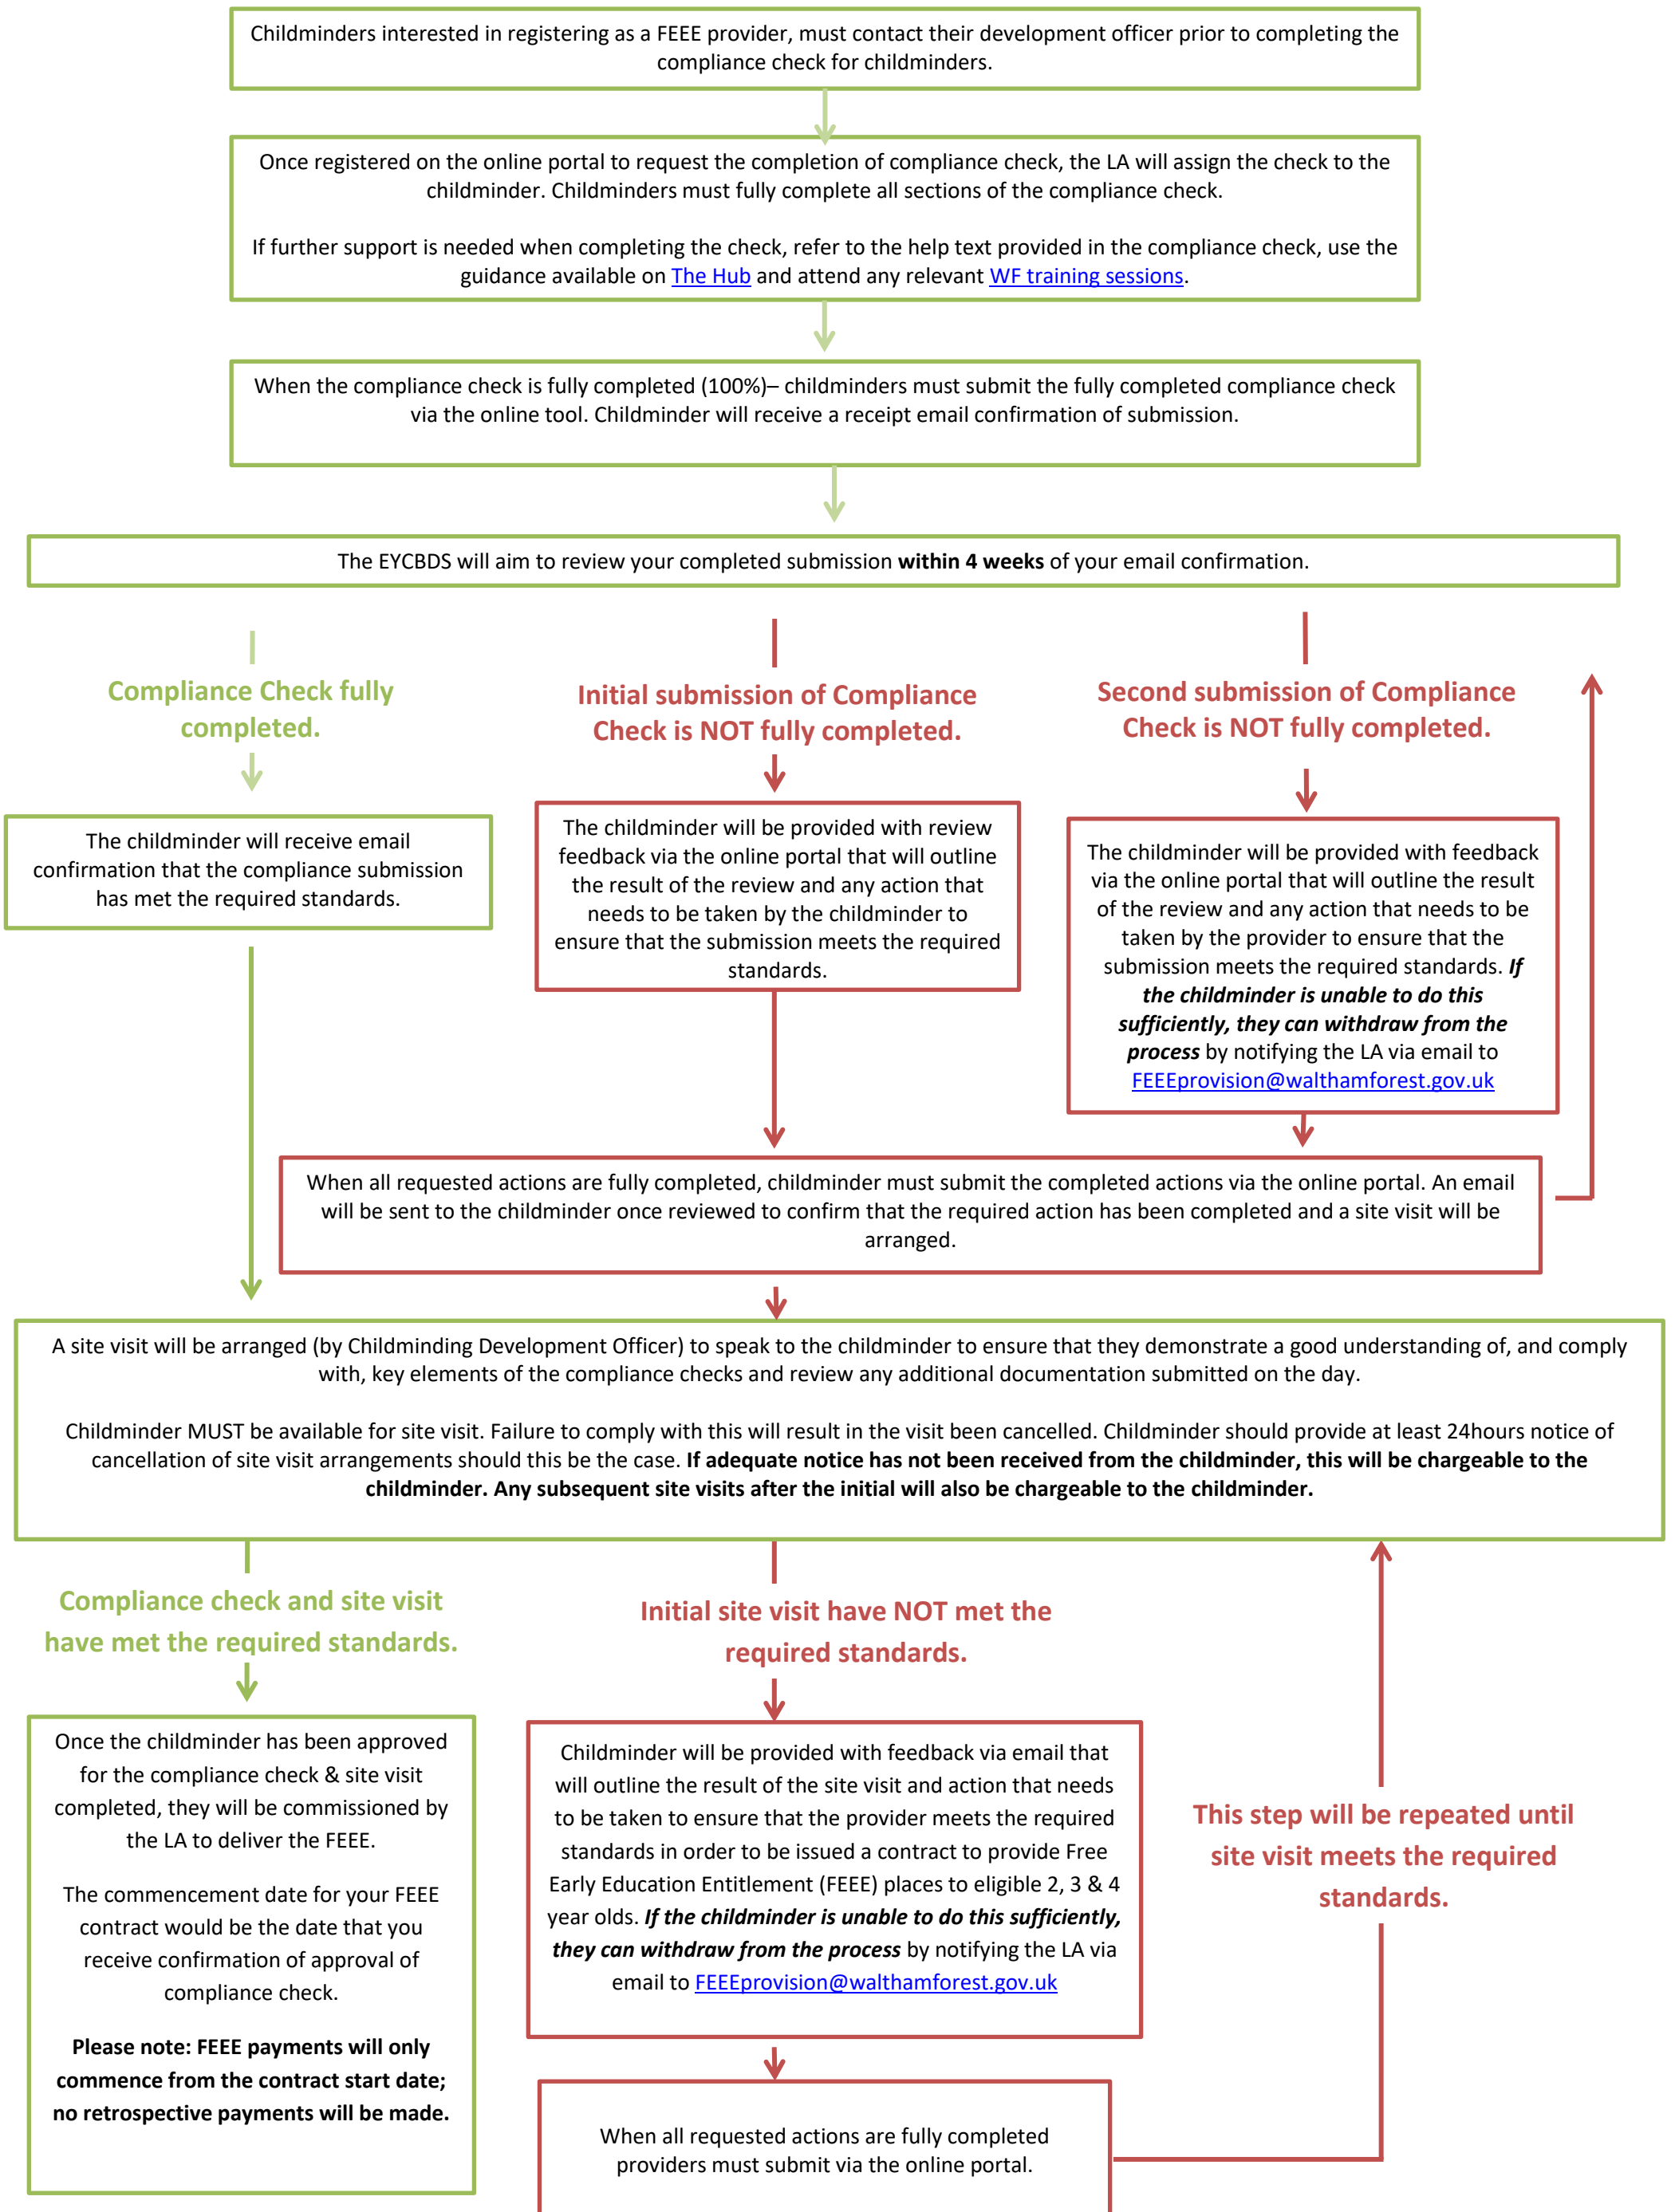 Childminders interested in registering as a FEEE provider, must contact their development officer prior to completing the
compliance check for childminders.
Once registered on the online portal to request the completion of compliance check, the LA will assign the check to the
childminder. Childminders must fully complete all sections of the compliance check.
If further support is needed when completing the check, refer to the help text provided in the compliance check, use the
guidance available on The Hub and attend any relevant WF training sessions.
When the compliance check is fully completed (100%)– childminders must submit the fully completed compliance check
via the online tool. Childminder will receive a receipt email confirmation of submission.
The EYCBDS will aim to review your completed submission within 4 weeks of your email confirmation.
Compliance Check fully
completed.
The childminder will receive email
confirmation that the compliance submission
has met the required standards.
Initial submission of Compliance
Check is NOT fully completed.
The childminder will be provided with review
feedback via the online portal that will outline
the result of the review and any action that
needs to be taken by the childminder to
ensure that the submission meets the required
standards.
Second submission of Compliance
Check is NOT fully completed.
The childminder will be provided with feedback
via the online portal that will outline the result
of the review and any action that needs to be
taken by the provider to ensure that the
submission meets the required standards. If
the childminder is unable to do this
sufficiently, they can withdraw from the
process by notifying the LA via email to
FEEEprovision@walthamforest.gov.uk
When all requested actions are fully completed, childminder must submit the completed actions via the online portal. An email
will be sent to the childminder once reviewed to confirm that the required action has been completed and a site visit will be
arranged.
A site visit will be arranged (by Childminding Development Officer) to speak to the childminder to ensure that they demonstrate a good understanding of, and comply
with, key elements of the compliance checks and review any additional documentation submitted on the day.
Childminder MUST be available for site visit. Failure to comply with this will result in the visit been cancelled. Childminder should provide at least 24hours notice of
cancellation of site visit arrangements should this be the case. If adequate notice has not been received from the childminder, this will be chargeable to the
childminder. Any subsequent site visits after the initial will also be chargeable to the childminder.
Compliance check and site visit
have met the required standards.
Once the childminder has been approved
for the compliance check & site visit
completed, they will be commissioned by
the LA to deliver the FEEE.
The commencement date for your FEEE
contract would be the date that you
receive confirmation of approval of
compliance check.
Please note: FEEE payments will only
commence from the contract start date;
no retrospective payments will be made.
Initial site visit have NOT met the
required standards.
Childminder will be provided with feedback via email that
will outline the result of the site visit and action that needs
to be taken to ensure that the provider meets the required
standards in order to be issued a contract to provide Free
Early Education Entitlement (FEEE) places to eligible 2, 3 & 4
year olds. If the childminder is unable to do this sufficiently,
they can withdraw from the process by notifying the LA via
email to FEEEprovision@walthamforest.gov.uk
When all requested actions are fully completed
providers must submit via the online portal.
This step will be repeated until
site visit meets the required
standards.